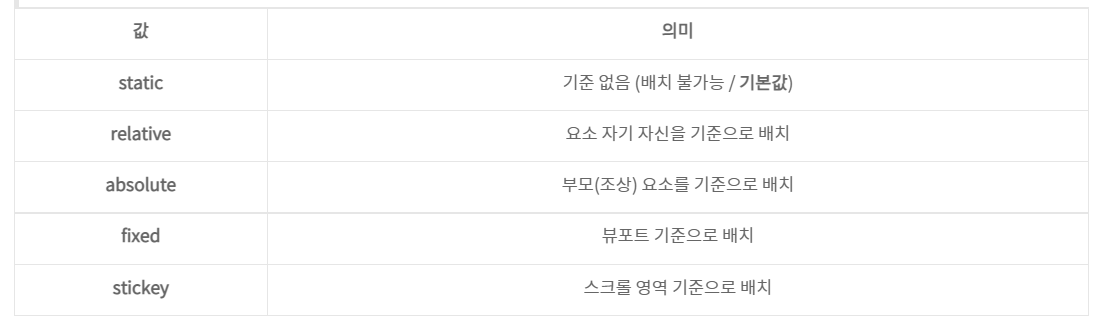 값 의미
static 기준 없음 (배치 불가능 / 기본값)
relative 요소 자기 자신을 기준으로 배치
absolute 부모(조상) 요소를 기준으로 배치
fixed 뷰포트 기준으로 배치
stickey 스크롤 영역 기준으로 배치